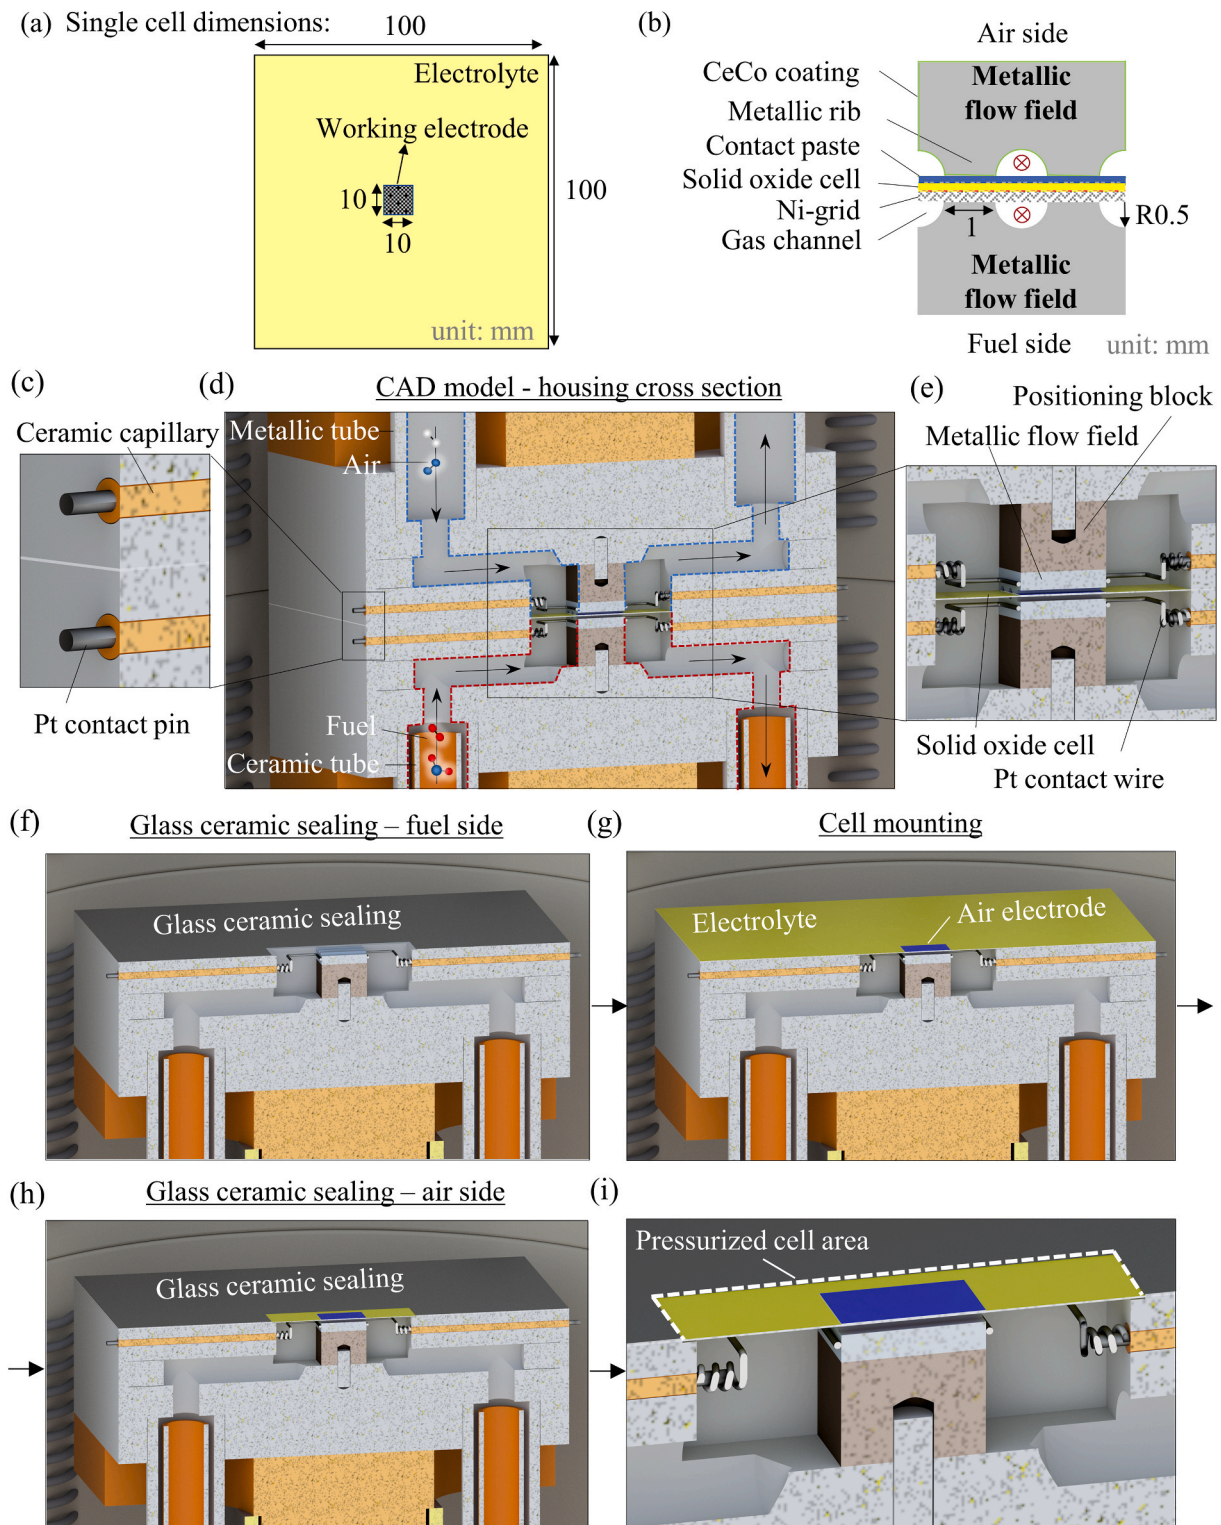 (a) Single cell dimensions:
100
Electrolyte
Working electrode
10
10
100
unit: mm
(b)
Air side
CeCo coating
Metallic
flow field
Metallic rib
Contact paste
Solid oxide cell
Ni-grid
Gas channel
1
R0.5
Metallic
flow field
Fuel side unit: mm
(c)
Ceramic capillary
Pt contact pin
(d) CAD model - housing cross section
Metallic tube
Air
Fuel
Ceramic tube
(e)
Positioning block
Metallic flow field
Solid oxide cell
Pt contact wire
(f) Glass ceramic sealing – fuel side
Glass ceramic sealing
(g) Cell mounting
Electrolyte
Air electrode
(h) Glass ceramic sealing – air side
Glass ceramic sealing
(i)
Pressurized cell area